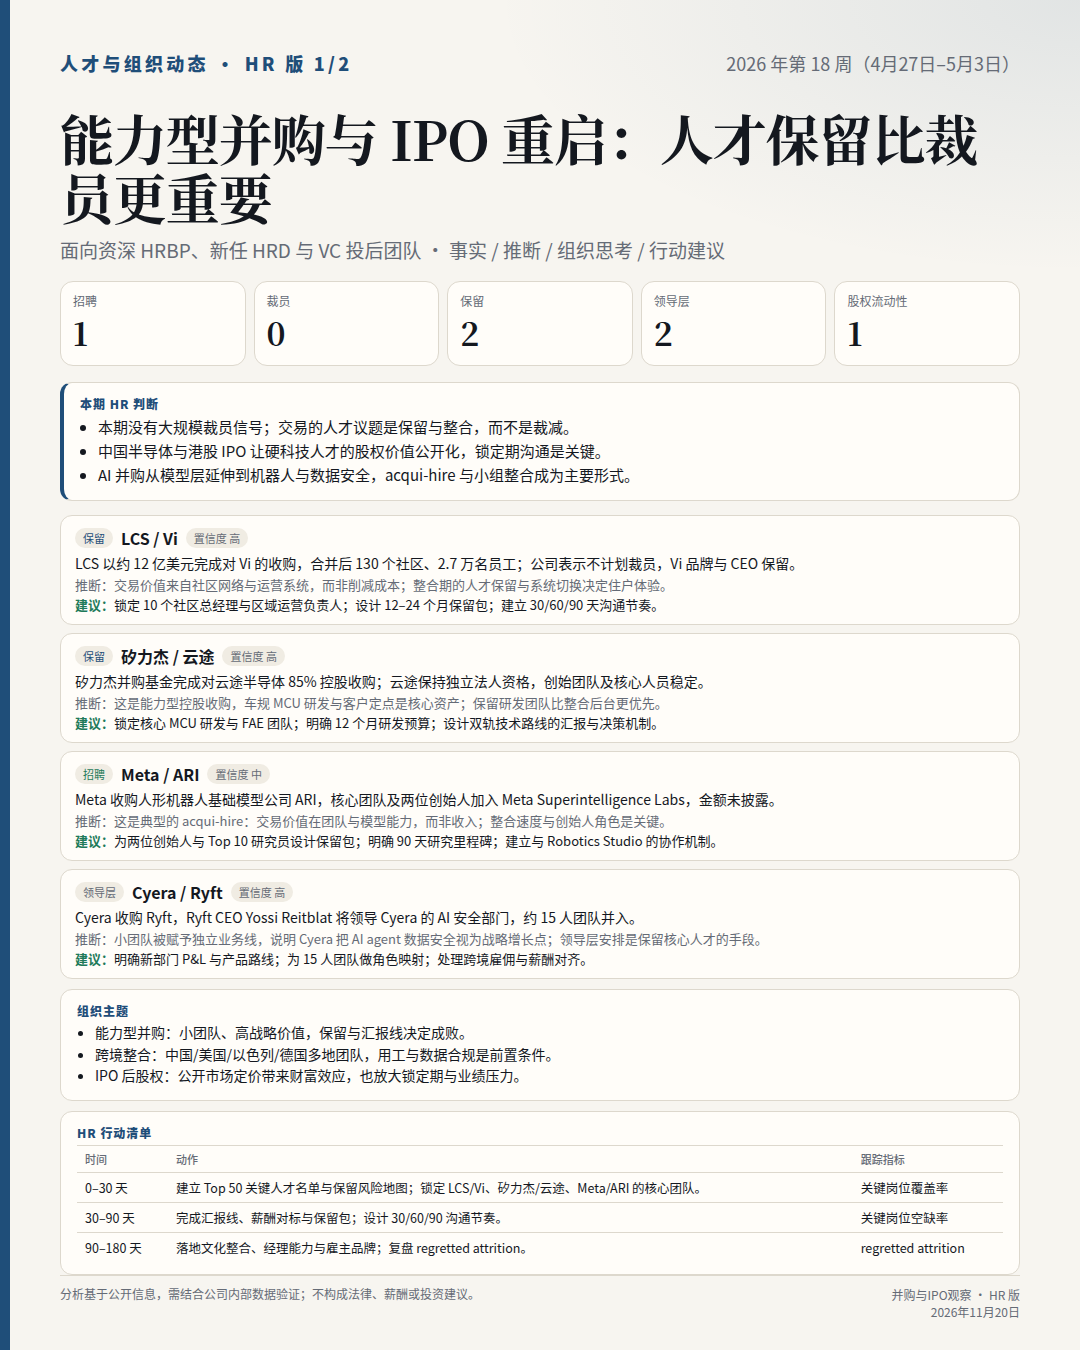 人才与组织动态 · HR 版 1/2
2026 年第 18 周（4月27日–5月3日）
能力型并购与 IPO 重启：人才保留比裁
员更重要
面向资深 HRBP、新任 HRD 与 VC 投后团队 · 事实 / 推断 / 组织思考 / 行动建议
招聘
1
裁员
0
保留
2
领导层
2
股权流动性
1
本期 HR 判断
• 本期没有大规模裁员信号；交易的人才议题是保留与整合，而不是裁减。
• 中国半导体与港股 IPO 让硬科技人才的股权价值公开化，锁定期沟通是关键。
• AI 并购从模型层延伸到机器人与数据安全，acqui-hire 与小组整合成为主要形式。
保留 LCS / Vi 置信度 高
LCS 以约 12 亿美元完成对 Vi 的收购，合并后 130 个社区、2.7 万名员工；公司表示不计划裁员，Vi 品牌与 CEO 保留。
推断：交易价值来自社区网络与运营系统，而非削减成本；整合期的人才保留与系统切换决定住户体验。
建议：锁定 10 个社区总经理与区域运营负责人；设计 12–24 个月保留包；建立 30/60/90 天沟通节奏。
保留 矽力杰 / 云途 置信度 高
矽力杰并购基金完成对云途半导体 85% 控股收购；云途保持独立法人资格，创始团队及核心人员稳定。
推断：这是能力型控股收购，车规 MCU 研发与客户定点是核心资产；保留研发团队比整合后台更优先。
建议：锁定核心 MCU 研发与 FAE 团队；明确 12 个月研发预算；设计双轨技术路线的汇报与决策机制。
招聘 Meta / ARI 置信度 中
Meta 收购人形机器人基础模型公司 ARI，核心团队及两位创始人加入 Meta Superintelligence Labs，金额未披露。
推断：这是典型的 acqui-hire：交易价值在团队与模型能力，而非收入；整合速度与创始人角色是关键。
建议：为两位创始人与 Top 10 研究员设计保留包；明确 90 天研究里程碑；建立与 Robotics Studio 的协作机制。
领导层 Cyera / Ryft 置信度 高
Cyera 收购 Ryft，Ryft CEO Yossi Reitblat 将领导 Cyera 的 AI 安全部门，约 15 人团队并入。
推断：小团队被赋予独立业务线，说明 Cyera 把 AI agent 数据安全视为战略增长点；领导层安排是保留核心人才的手段。
建议：明确新部门 P&L 与产品路线；为 15 人团队做角色映射；处理跨境雇佣与薪酬对齐。
组织主题
• 能力型并购：小团队、高战略价值，保留与汇报线决定成败。
• 跨境整合：中国/美国/以色列/德国多地团队，用工与数据合规是前置条件。
• IPO 后股权：公开市场定价带来财富效应，也放大锁定期与业绩压力。
HR 行动清单
时间 动作 跟踪指标
0–30 天 建立 Top 50 关键人才名单与保留风险地图；锁定 LCS/Vi、矽力杰/云途、Meta/ARI 的核心团队。 关键岗位覆盖率
30–90 天 完成汇报线、薪酬对标与保留包；设计 30/60/90 沟通节奏。 关键岗位空缺率
90–180 天 落地文化整合、经理能力与雇主品牌；复盘 regretted attrition。 regretted attrition
分析基于公开信息，需结合公司内部数据验证；不构成法律、薪酬或投资建议。
并购与IPO观察 · HR 版
2026年11月20日